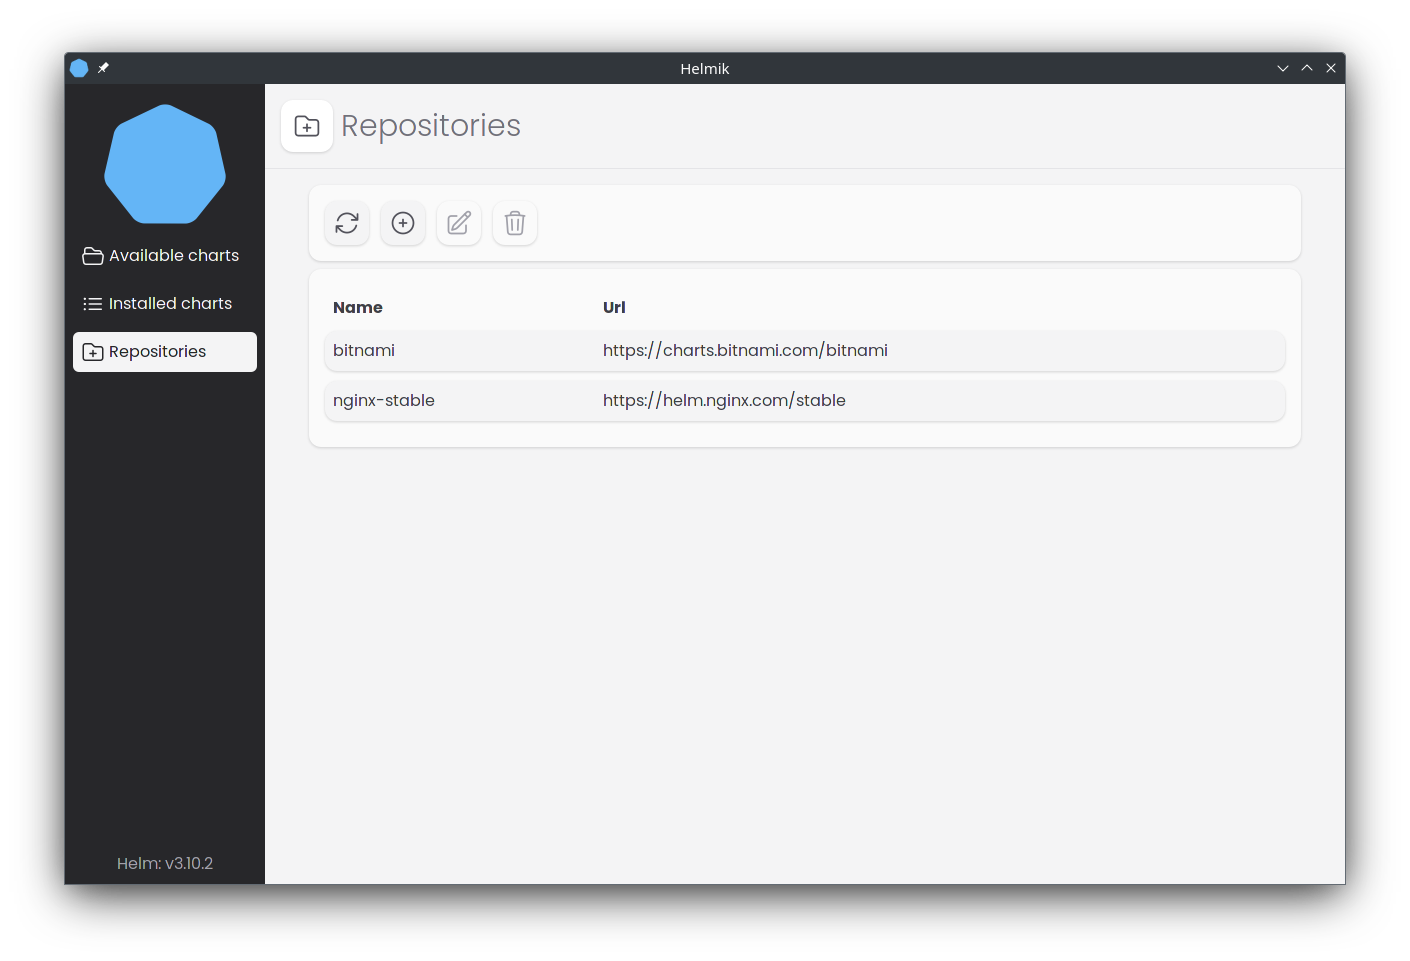 Helmik
Repositories
Available charts
Installed charts
Repositories
Name Url
bitnami https://charts.bitnami.com/bitnami
nginx-stable https://helm.nginx.com/stable
Helm: v3.10.2